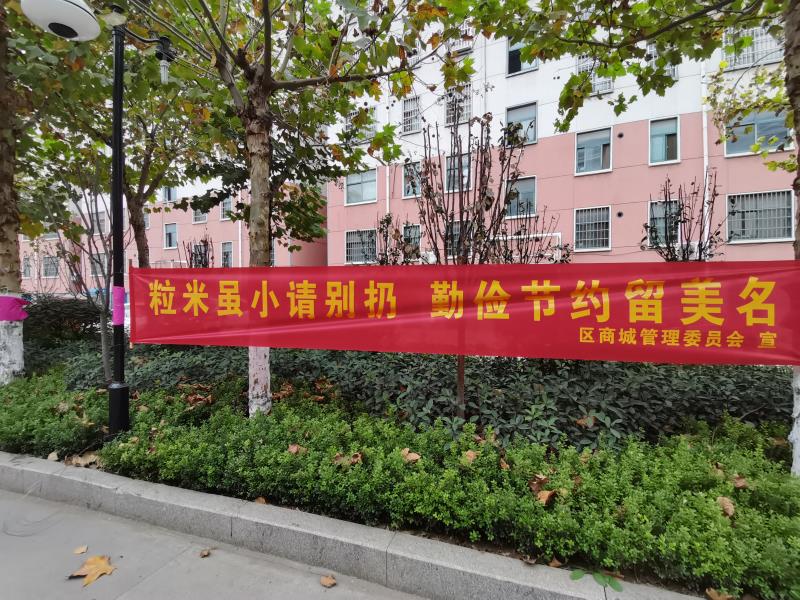 粒米虽小请别扔 勤俭节约留美名
区商城管理委员会 宣